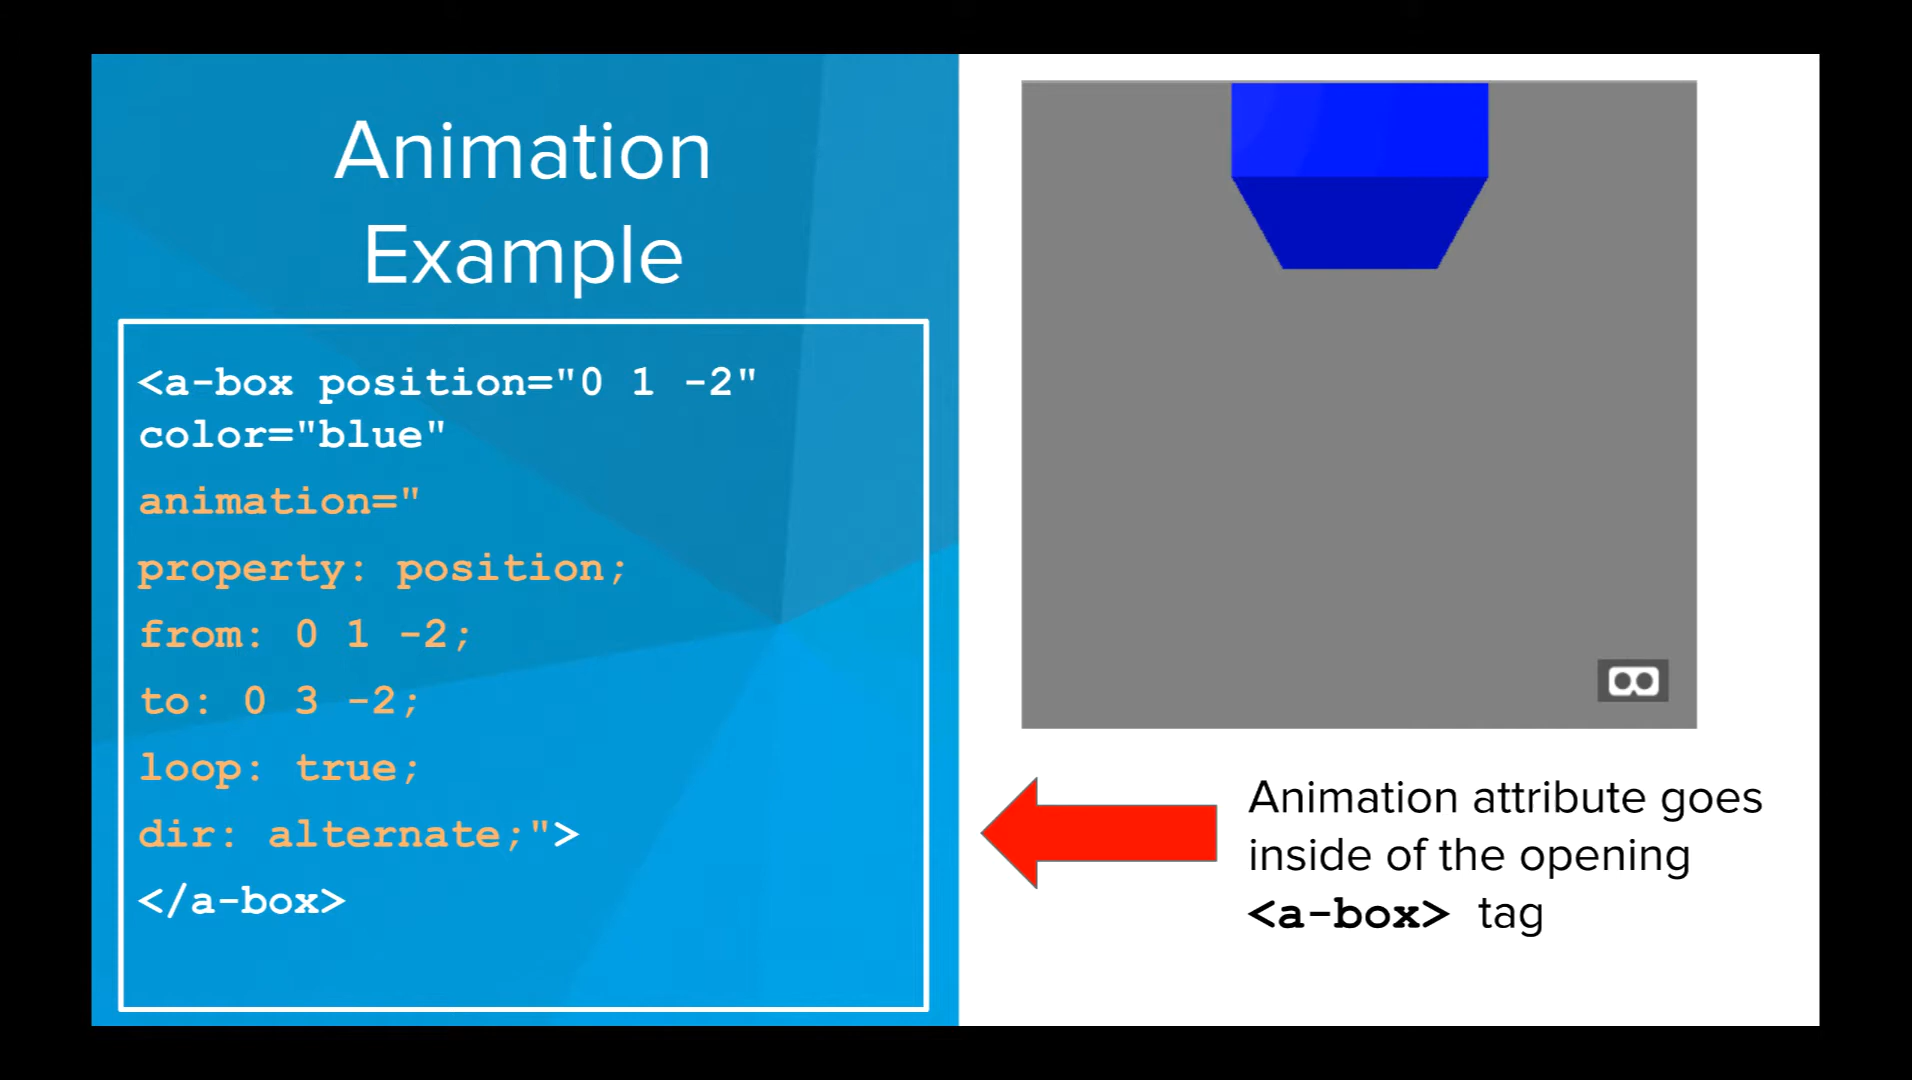 Animation
Example
<a-box position="0 1 -2"
color="blue"
animation="
property: position;
from: 0 1 -2;
to: 0 3 -2;
loop: true;
dir: alternate;">
</a-box>
Animation attribute goes
inside of the opening
<a-box> tag